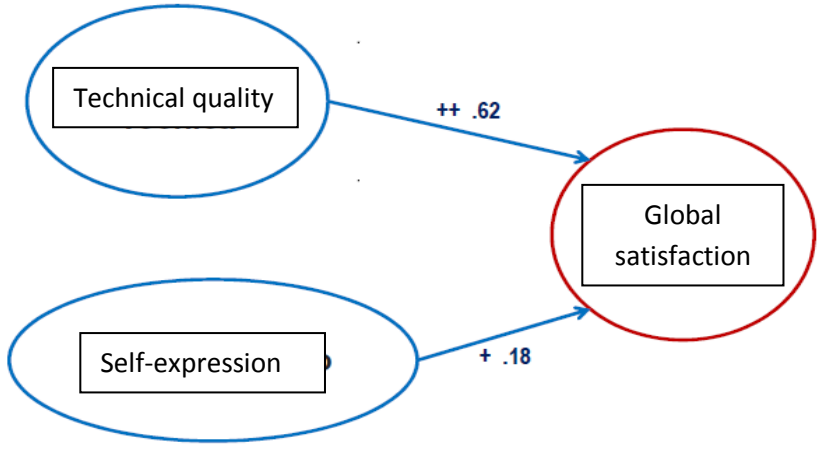 Technical quality
++ .62
Global
satisfaction
Self-expression
+ .18